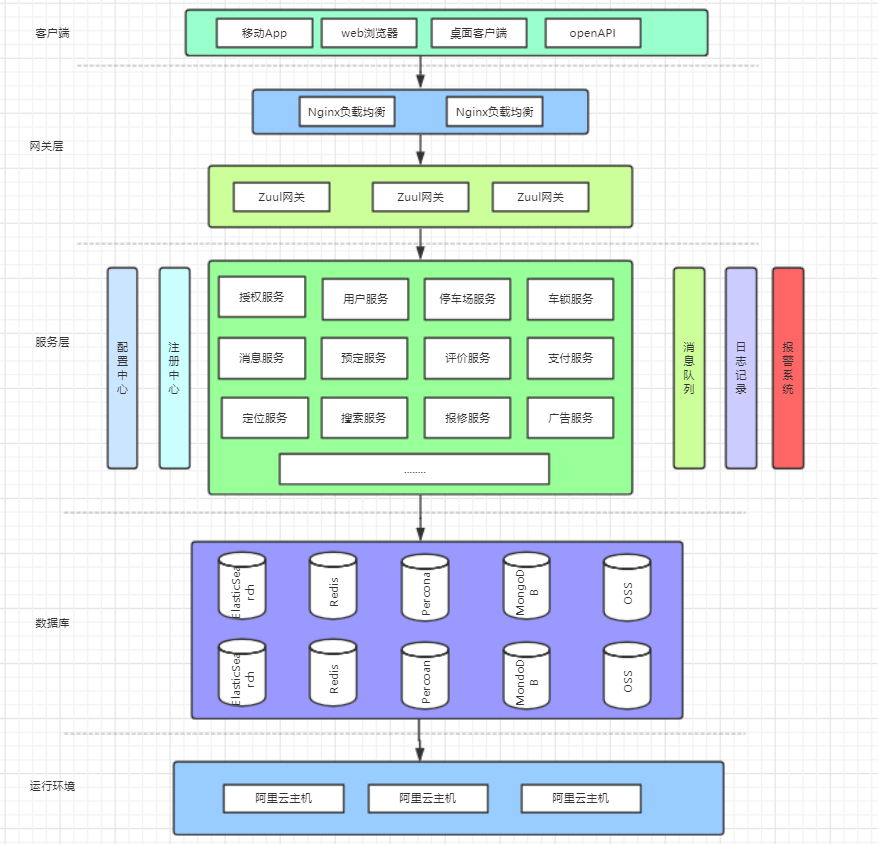 客户端
移动App
web浏览器
桌面客户端
openAPI
网关层
Nginx负载均衡
Nginx负载均衡
Zuul网关
Zuul网关
Zuul网关
服务层
配置中心
注册中心
授权服务
用户服务
停车场服务
车锁服务
消息服务
预定服务
评价服务
支付服务
定位服务
搜索服务
报修服务
广告服务
........
消息队列
日志记录
报警系统
数据库
ElasticSea
rch
Redis
Percona
MongoD
B
OSS
ElasticSea
rch
Redis
Percoan
MondoD
B
OSS
运行环境
阿里云主机
阿里云主机
阿里云主机